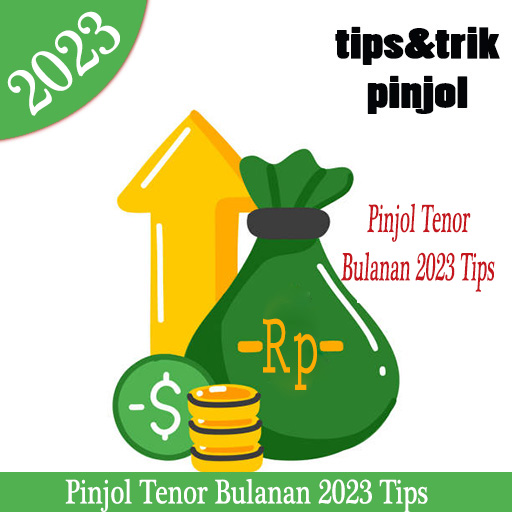 2023
tips&trik
pinjol
Pinjol Tenor
Bulanan 2023 Tips
-Rp-
-$
Pinjol Tenor Bulanan 2023 Tips